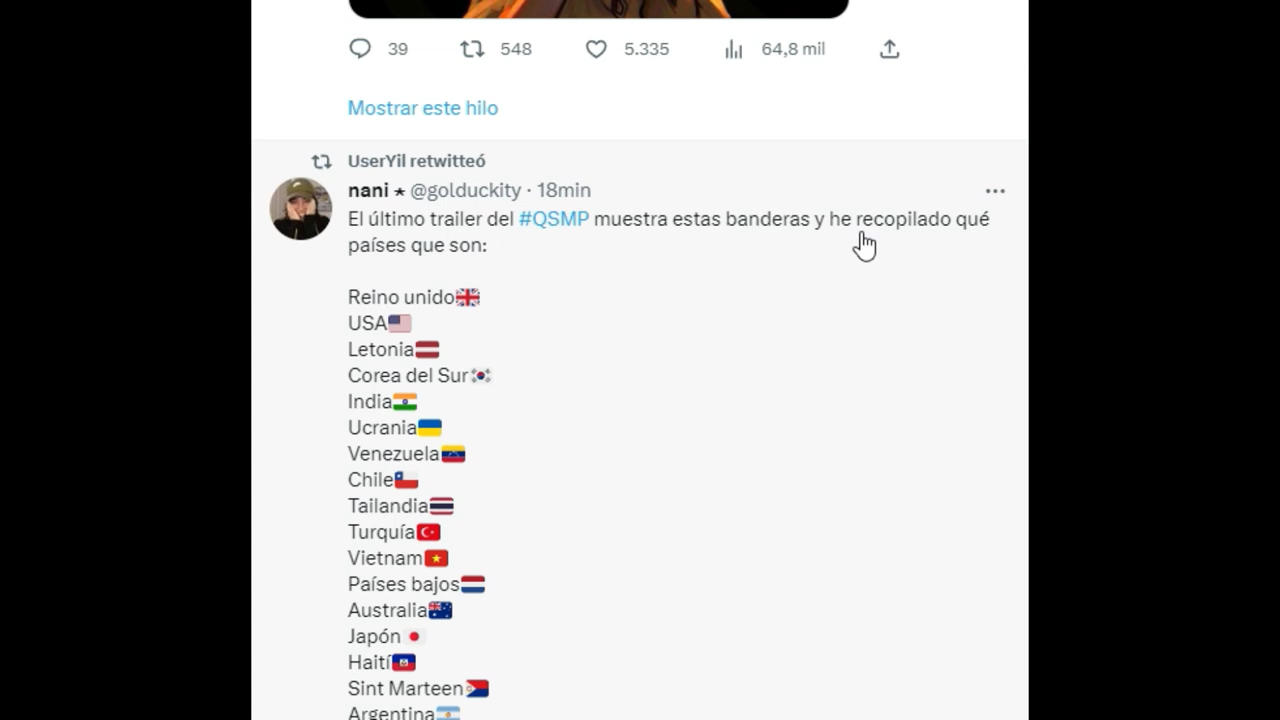 39 548 5.335 64,8 mil
Mostrar este hilo
UserYil retwitteó
nani ★ @golduckity · 18min
El último trailer del #QSMP muestra estas banderas y he recopilado qué
países que son:
Reino unido🇬🇧
USA🇺🇸
Letonia🇱🇻
Corea del Sur🇰🇷
India🇮🇳
Ucrania🇺🇦
Venezuela🇻🇪
Chile🇨🇱
Tailandia🇹🇭
Turquía🇹🇷
Vietnam🇻🇳
Países bajos🇳🇱
Australia🇦🇺
Japón🇯🇵
Haití🇭🇹
Sint Marteen🇸🇽
Argentina🇦🇷